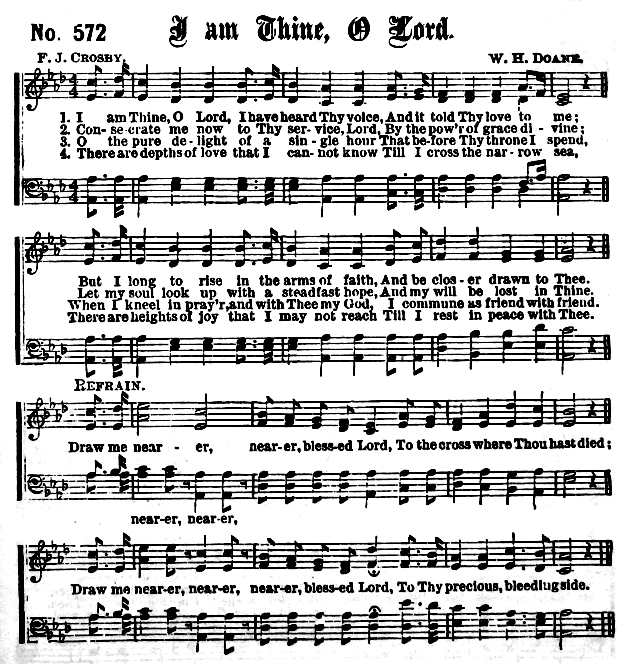 No. 572 I am Thine, O Lord.
F. J. CROSBY. W. H. DOANE.
1. I am Thine, O Lord, I have heard Thy voice, And it told Thy love to me;
2. Con- se-crate me now to Thy ser-vice, Lord, By the pow'r of grace di - vine;
3. O the pure de-light of a sin-gle hour That be-fore Thy throne I spend,
4. There are depths of love that I can-not know Till I cross the nar-row sea,
But I long to rise in the arms of faith, And be clos-er drawn to Thee.
Let my soul look up with a steadfast hope, And my will be lost in Thine.
When I kneel in pray'r, and with Thee my God, I commune as friend with friend.
There are heights of joy that I may not reach Till I rest in peace with Thee.
REFRAIN.
Draw me near - er, near-er, bless-ed Lord, To the cross where Thou hast died;
near-er, near-er,
Draw me near-er, near-er, near-er, bless-ed Lord, To Thy precious, bleeding side.